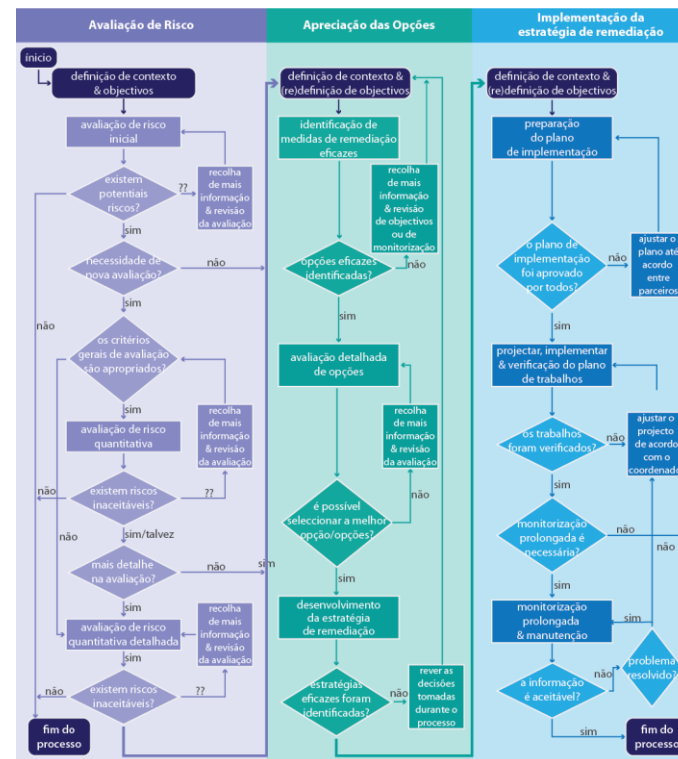 Avaliação de Risco
ínicio
definição de contexto
& objectivos
avaliação de risco
inicial
existem
potentiais
riscos?
??
recolha
de mais
informação
& revisão
da avaliação
sim
necessidade de
nova avaliação?
não
sim
não
os critérios
gerais de avaliação
são apropriados?
sim
avaliação de risco
quantitativa
recolha
de mais
informação
& revisão
da avaliação
não
existem riscos
inaceitáveis?
??
sim/talvez
não
mais detalhe
na avaliação?
não
sim
sim
avaliação de risco
quantitativa detalhada
recolha
de mais
informação
& revisão
da avaliação
sim
não
existem riscos
inaceitáveis?
??
fim do
processo
Apreciação das Opções
definição de contexto &
(re)definição de objectivos
identificação de
medidas de remediação
eficazes
recolha
de mais
informação
& revisão
de objectivos
ou de
monitorização
opções eficazes
identificadas?
não
sim
avaliação detalhada
de opções
recolha
de mais
informação
& revisão
da avaliação
é possível
seleccionar a melhor
opção/opções?
não
sim
desenvolvimento
da estratégia
de remediação
estratégias
eficazes foram
identificadas?
não
rever as
decisões
tomadas
durante o
processo
Implementação da
estratégia de remediação
definição de contexto &
(re)definição de objectivos
preparação
do plano
de implementação
o plano de
implementação
foi aprovado
por todos?
não
ajustar o
plano até
acordo
entre
parceiros
sim
projectar, implementar
& verificação do plano
de trabalhos
os trabalhos
foram verificados?
não
ajustar o
projecto
de acordo
com o
coordenado
sim
monitorização
prolongada é
necessária?
não
não
sim
monitorização
prolongada
& manutenção
sim
a informação
é aceitável?
não
problema
resolvido?
sim
fim do
processo